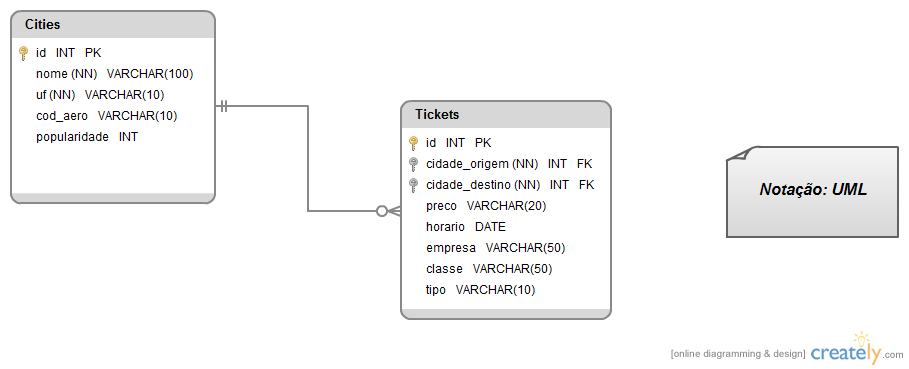 Cities
id INT PK
nome (NN) VARCHAR(100)
uf (NN) VARCHAR(10)
cod_aero VARCHAR(10)
popularidade INT
Tickets
id INT PK
cidade_origem (NN) INT FK
cidade_destino (NN) INT FK
preco VARCHAR(20)
horario DATE
empresa VARCHAR(50)
classe VARCHAR(50)
tipo VARCHAR(10)
Notação: UML
[online diagramming & design] creately.com